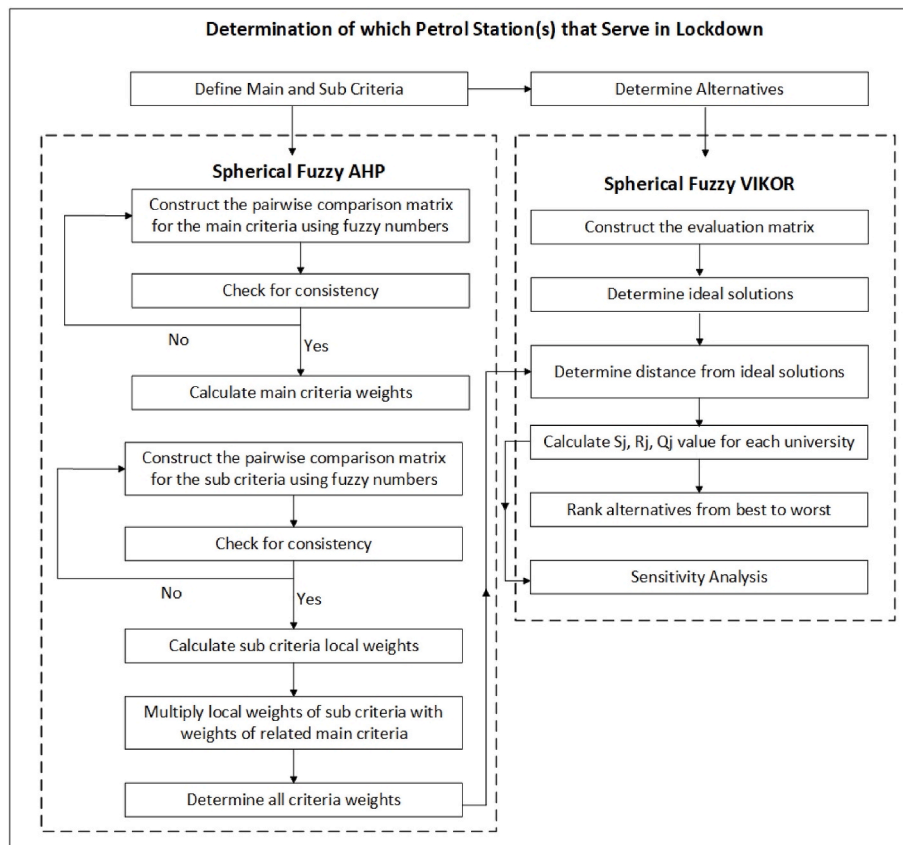 Determination of which Petrol Station(s) that Serve in Lockdown
Define Main and Sub Criteria
Determine Alternatives
Spherical Fuzzy AHP
Construct the pairwise comparison matrix
for the main criteria using fuzzy numbers
Check for consistency
No
Yes
Calculate main criteria weights
Construct the pairwise comparison matrix
for the sub criteria using fuzzy numbers
Check for consistency
No
Yes
Calculate sub criteria local weights
Multiply local weights of sub criteria with
weights of related main criteria
Determine all criteria weights
Spherical Fuzzy VIKOR
Construct the evaluation matrix
Determine ideal solutions
Determine distance from ideal solutions
Calculate Sj, Rj, Qj value for each university
Rank alternatives from best to worst
Sensitivity Analysis